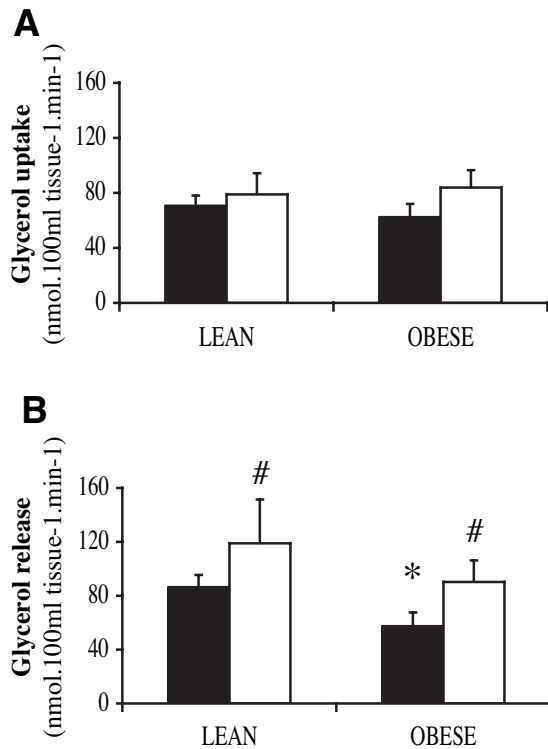 A
Glycerol uptake
(nmol.100ml tissue-1.min-1)
160
120
80
40
0
LEAN OBESE
B
Glycerol release
(nmol.100ml tissue-1.min-1)
160
120
80
40
0
#
*
#
LEAN OBESE